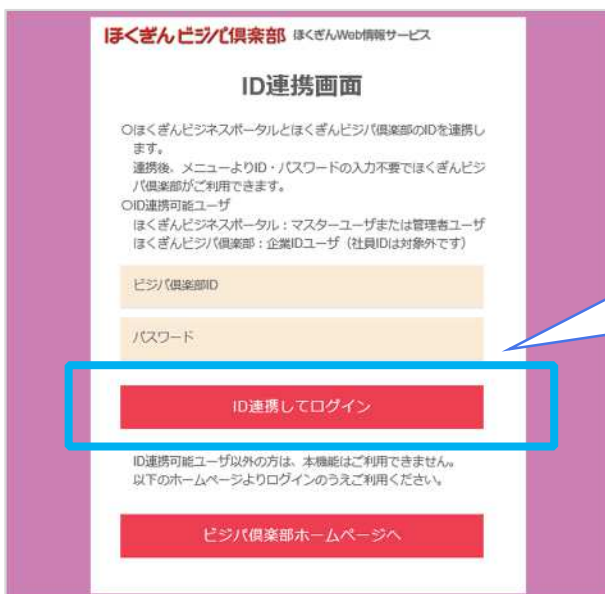 ほくぎんビジパ倶楽部 ほくぎんWeb情報サービス
ID連携画面
〇ほくぎんビジネスポータルとほくぎんビジパ倶楽部のIDを連携し
ます。
連携後、メニューよりID・パスワードの入力不要でほくぎんビジ
パ倶楽部がご利用できます。
〇ID連携可能ユーザ
ほくぎんビジネスポータル：マスターユーザまたは管理者ユーザ
ほくぎんビジパ倶楽部：企業IDユーザ（社員IDは対象外です）
ビジパ倶楽部ID
パスワード
ID連携してログイン
ID連携可能ユーザ以外の方は、本機能はご利用できません。
以下のホームページよりログインのうえご利用ください。
ビジパ倶楽部ホームページへ